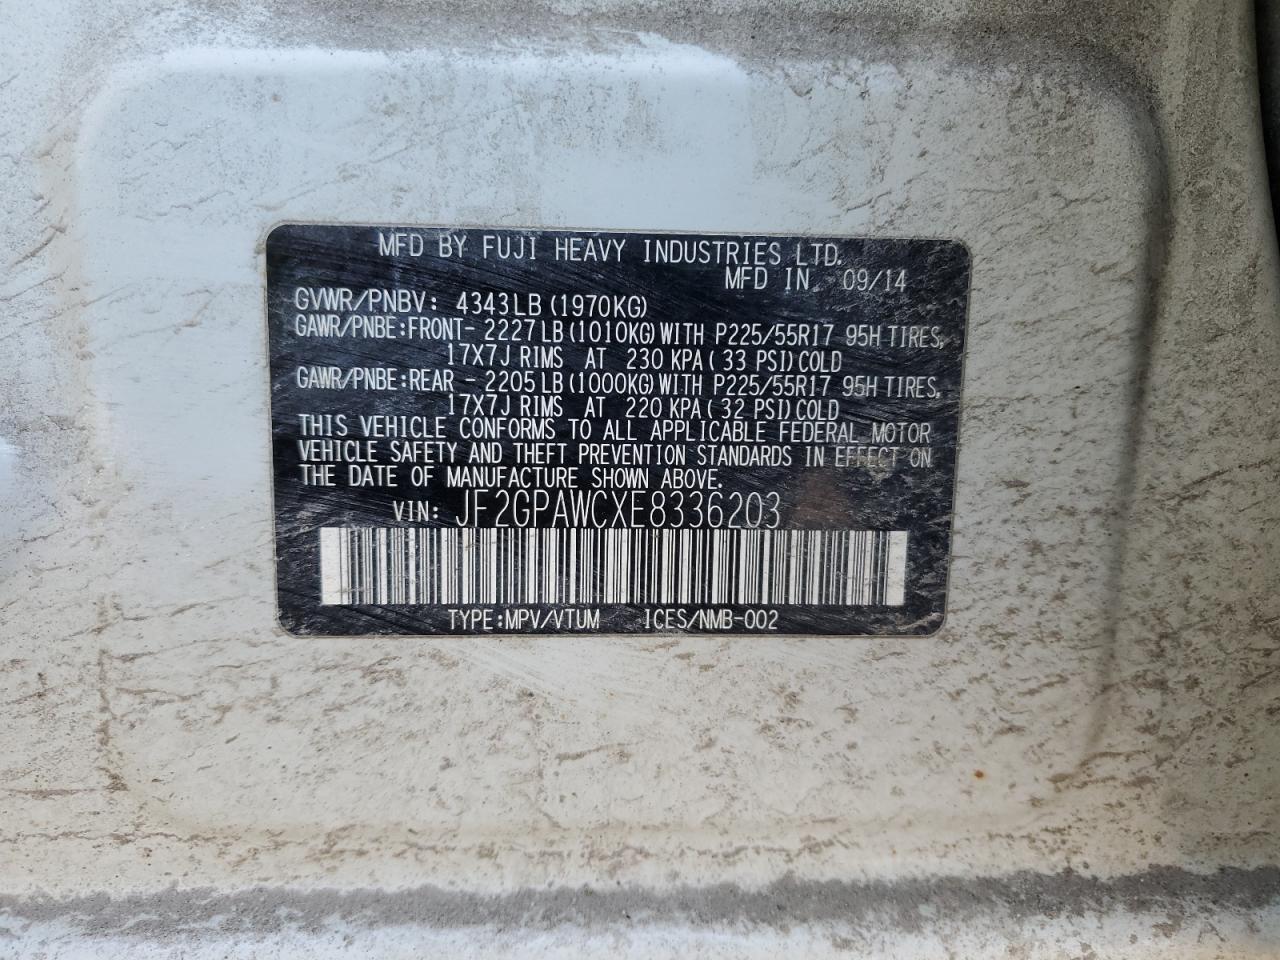 MFD BY FUJI HEAVY INDUSTRIES LTD.
MFD IN 09/14
GVWR/PNBV: 4343LB (1970KG)
GAWR/PNBE:FRONT- 2227LB (1010KG) WITH P225/55R17 95H TIRES,
17X7J RIMS AT 230 KPA (33 PSI) COLD
GAWR/PNBE:REAR - 2205LB (1000KG) WITH P225/55R17 95H TIRES,
17X7J RIMS AT 220 KPA (32 PSI) COLD
THIS VEHICLE CONFORMS TO ALL APPLICABLE FEDERAL MOTOR
VEHICLE SAFETY AND THEFT PREVENTION STANDARDS IN EFFECT ON
THE DATE OF MANUFACTURE SHOWN ABOVE.
VIN: JF2GPAWCXE8336203
TYPE:MPV/VTUM ICES/NMB-002